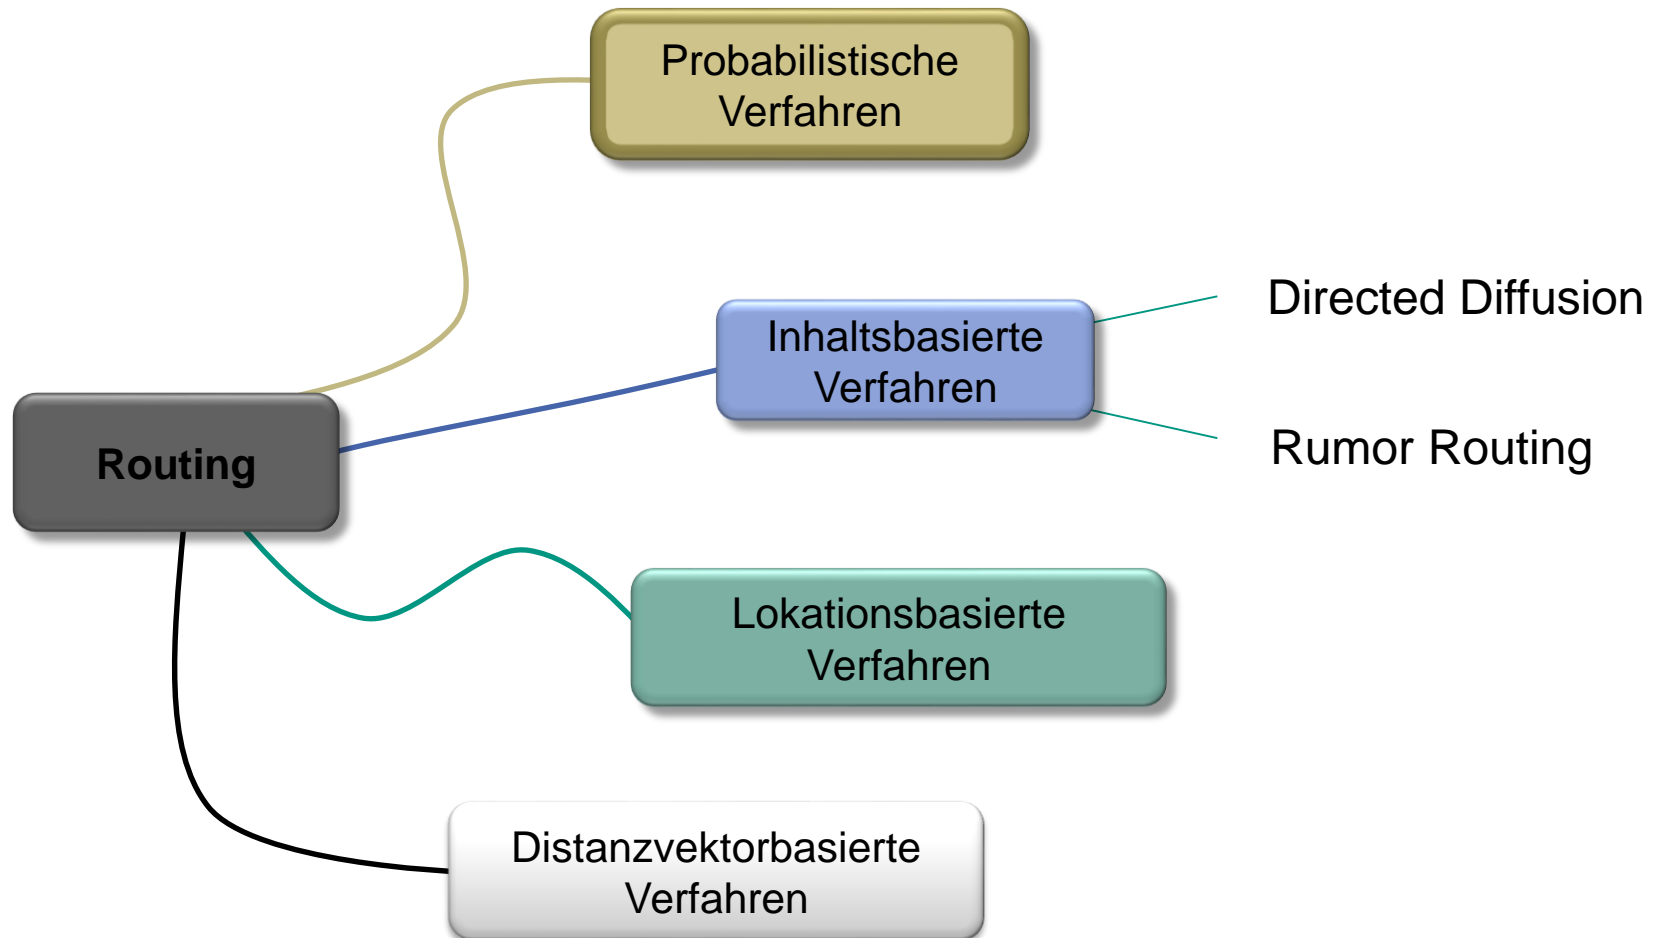 Probabilistische
Verfahren
Inhaltsbasierte
Verfahren
Directed Diffusion
Rumor Routing
Routing
Lokationsbasierte
Verfahren
Distanzvektorbasierte
Verfahren